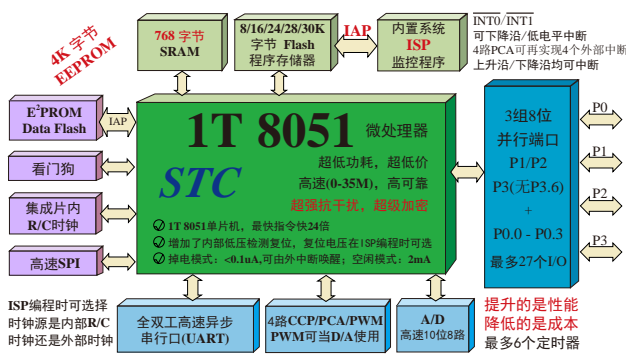 4K 字节
EEPROM
768 字节
SRAM
8/16/24/28/30K
字节 Flash
程序存储器
IAP
内置系统
ISP
监控程序
INT0/INT1
可下降沿/低电平中断
4路PCA可再实现4个外部中断
上升沿/下降沿均可中断
E²PROM
Data Flash
IAP
看门狗
集成片内
R/C时钟
高速SPI
1T 8051 微处理器
STC
超低功耗，超低价
高速(0-35M)，高可靠
超强抗干扰，超级加密
1T 8051单片机，最快指令快24倍
增加了内部低压检测复位，复位电压在ISP编程时可选
掉电模式：<0.1uA,可由外中断唤醒；空闲模式：2mA
3组8位
并行端口
P1/P2
P3(无P3.6)
+
P0.0 - P0.3
最多27个I/O
P0
P1
P2
P3
ISP编程时可选择
时钟源是内部R/C
时钟还是外部时钟
全双工高速异步
串行口(UART)
4路CCP/PCA/PWM
PWM可当D/A使用
A/D
高速10位8路
提升的是性能
降低的是成本
最多6个定时器